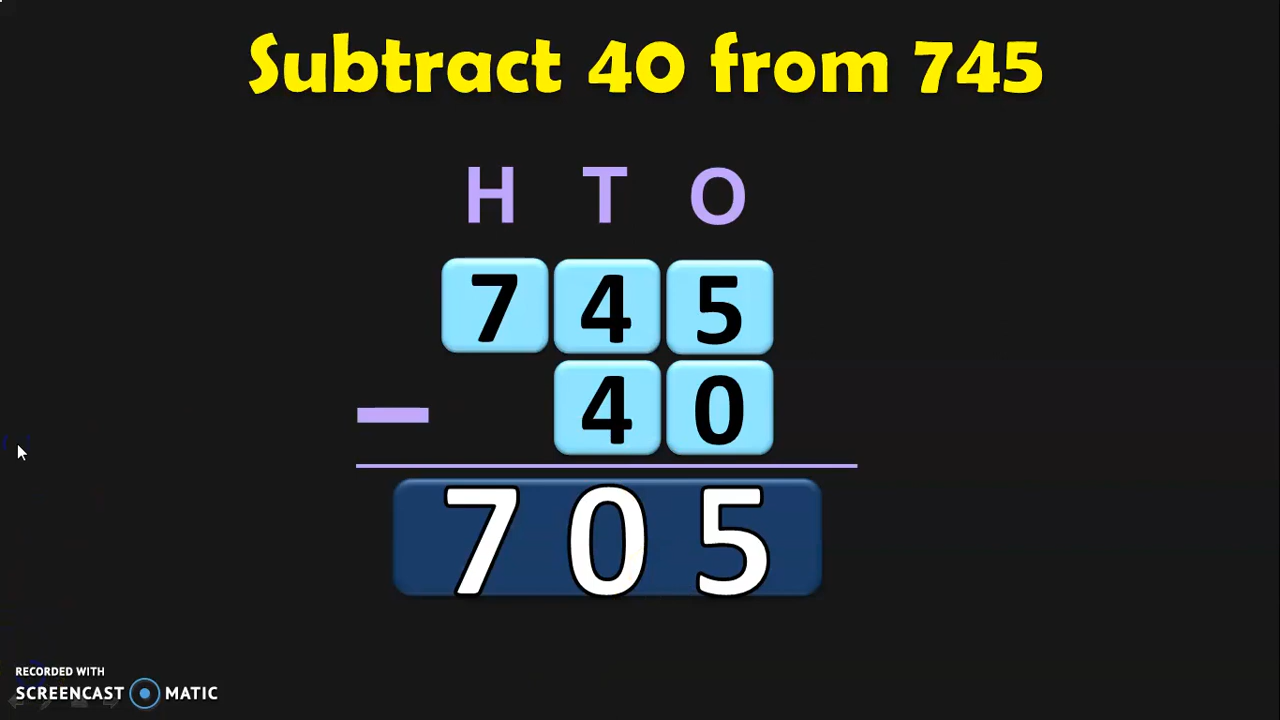 Subtract 40 from 745
H T O
7 4 5
− 4 0
7 0 5
RECORDED WITH
SCREENCAST MATIC